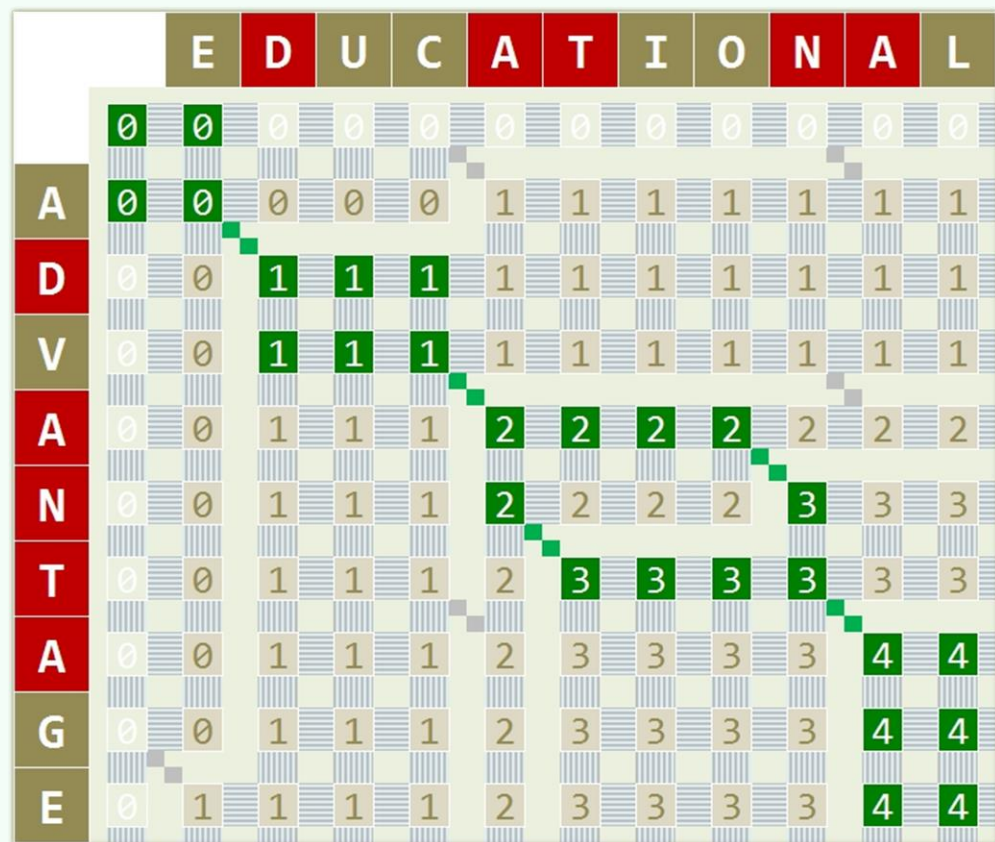 E D U C A T I O N A L
0 0 0 0 0 0 0 0 0 0 0 0
A 0 0 0 0 0 1 1 1 1 1 1 1
D 0 0 1 1 1 1 1 1 1 1 1 1
V 0 0 1 1 1 1 1 1 1 1 1 1
A 0 0 1 1 1 2 2 2 2 2 2 2
N 0 0 1 1 1 2 2 2 2 3 3 3
T 0 0 1 1 1 2 3 3 3 3 3 3
A 0 0 1 1 1 2 3 3 3 3 4 4
G 0 0 1 1 1 2 3 3 3 3 4 4
E 0 1 1 1 1 2 3 3 3 3 4 4